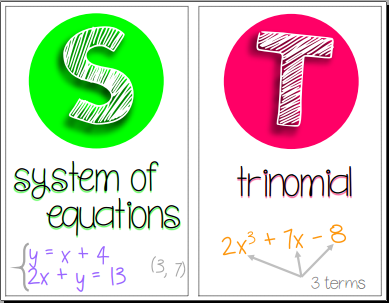 S
system of
equations
y = x + 4
2x + y = 13
(3, 7)
T
trinomial
2x³ + 7x - 8
3 terms